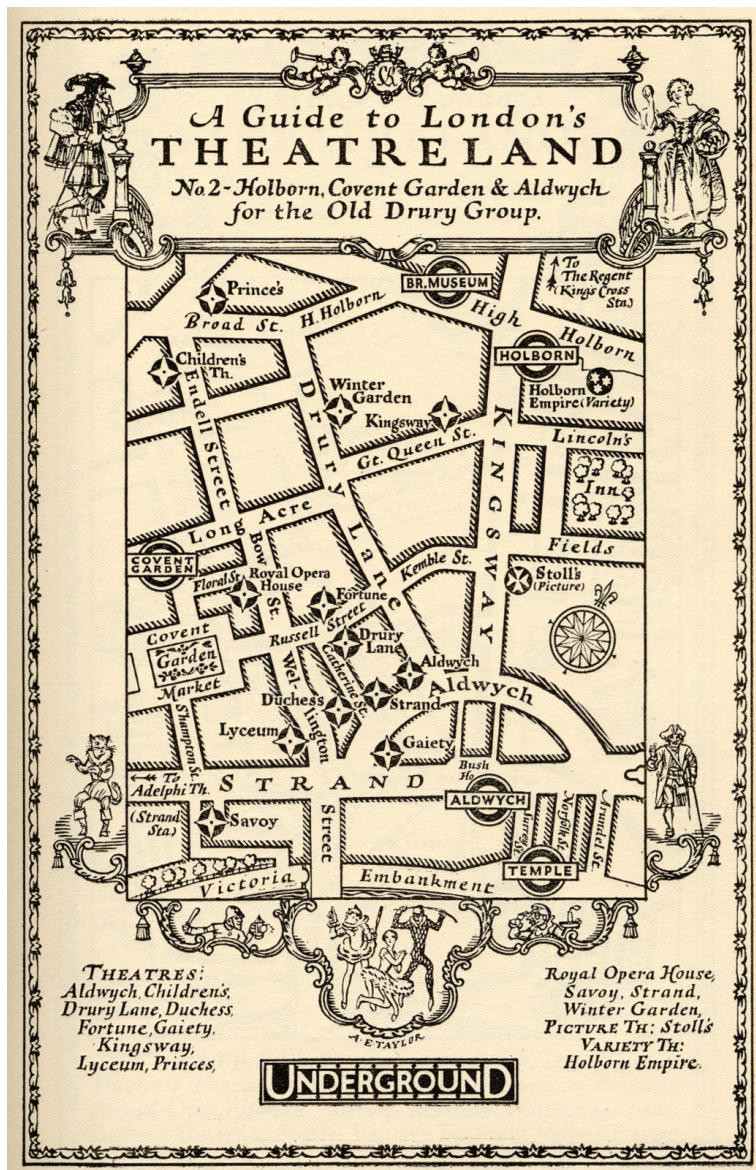 A Guide to London's
THEATRELAND
No. 2 - Holborn, Covent Garden & Aldwych
for the Old Drury Group.
To
The Regent
(Kings Cross
Sta.)
BR. MUSEUM
Prince's
Broad St.
H. Holborn
High
Holborn
HOLBORN
Children's
Th.
Winter
Garden
Holborn
Empire (Variety)
Endell Street
Drury Lane
Kingsway
KINGSWAY
Gt. Queen St.
Lincoln's
Inn
Fields
Long Acre
COVENT
GARDEN
Floral St.
Bow St.
Royal Opera
House
Kemble St.
Stoll's
(Picture)
Fortune
Russell Street
Covent
Garden
Market
Drury
Lane
Catherine St.
Aldwych
Aldwych
Wellington
Street
Duchess
Strand
Lyceum
Gaiety
S'hampton St.
Bush
Ho.
To
Adelphi Th.
STRAND
ALDWYCH
(Strand
Sta.)
Savoy
Surrey St.
Norfolk St.
Arundel St.
TEMPLE
Victoria
Embankment
THEATRES:
Aldwych, Children's,
Drury Lane, Duchess,
Fortune, Gaiety,
Kingsway,
Lyceum, Princes,
Royal Opera House,
Savoy, Strand,
Winter Garden,
PICTURE TH: Stoll's
VARIETY TH:
Holborn Empire.
A. E. TAYLOR
UNDERGROUND